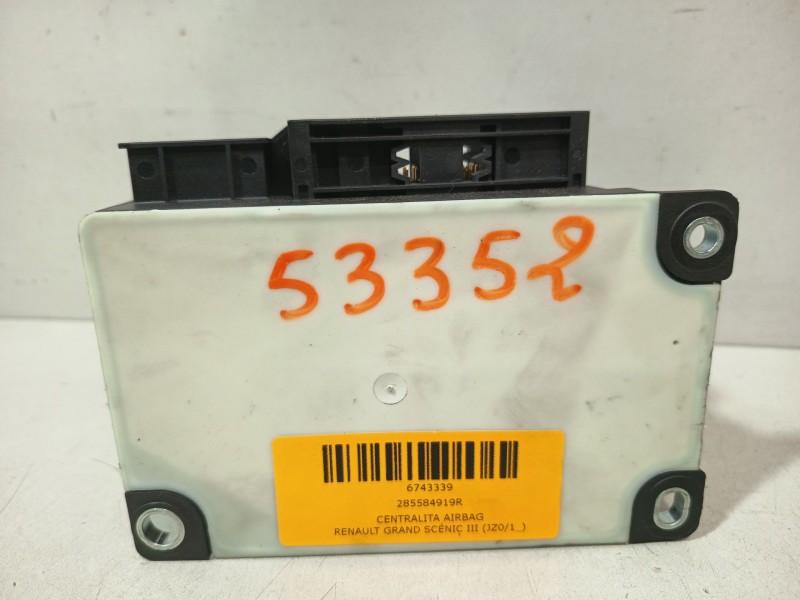 53352
6743339
285584919R
CENTRALITA AIRBAG
RENAULT GRAND SCÉNIC III (JZ0/1_)